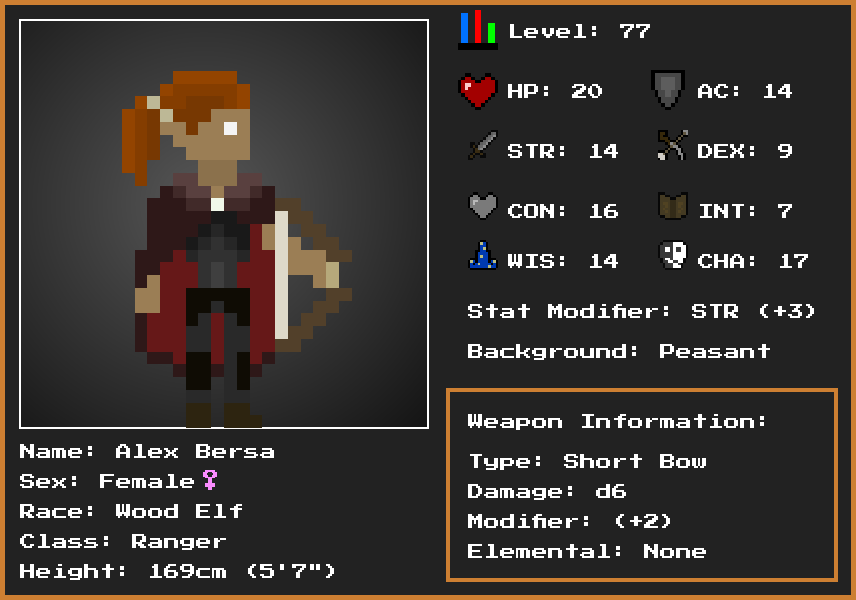 Level: 77
HP: 20 AC: 14
STR: 14 DEX: 9
CON: 16 INT: 7
WIS: 14 CHA: 17
Stat Modifier: STR (+3)
Background: Peasant
Weapon Information:
Type: Short Bow
Damage: d6
Modifier: (+2)
Elemental: None
Name: Alex Bersa
Sex: Female♀
Race: Wood Elf
Class: Ranger
Height: 169cm (5'7")